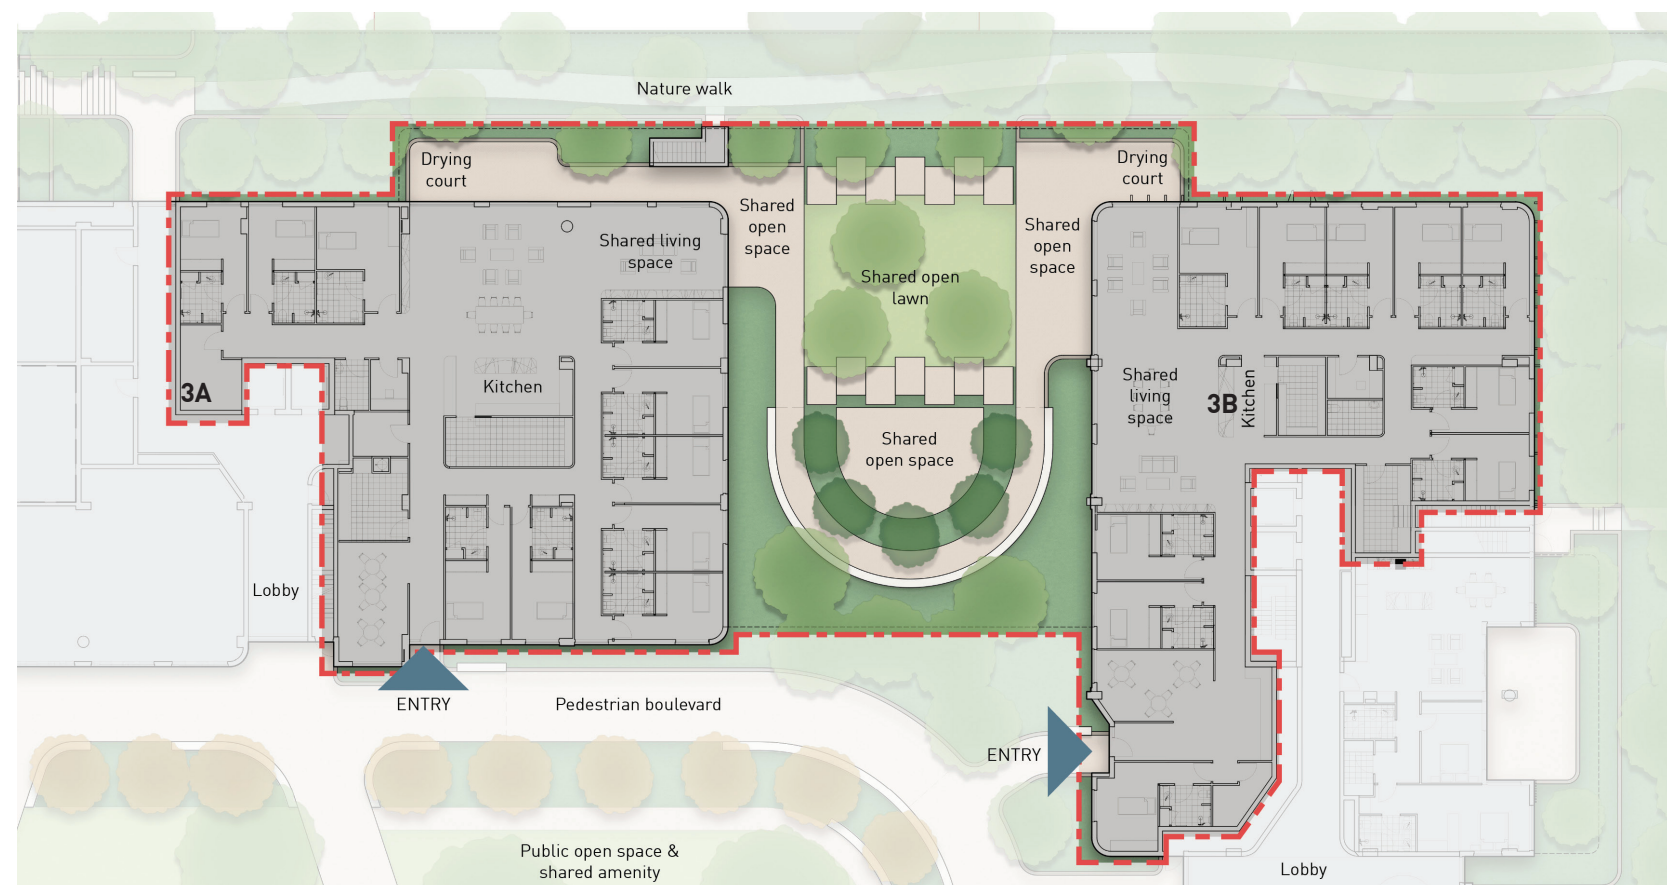 Nature walk
Drying
court
Drying
court
Shared
open
space
Shared
open
space
Shared living
space
Shared open
lawn
Kitchen
3A
Shared
living
space
3B
Kitchen
Shared
open space
Lobby
ENTRY
Pedestrian boulevard
ENTRY
Public open space &
shared amenity
Lobby